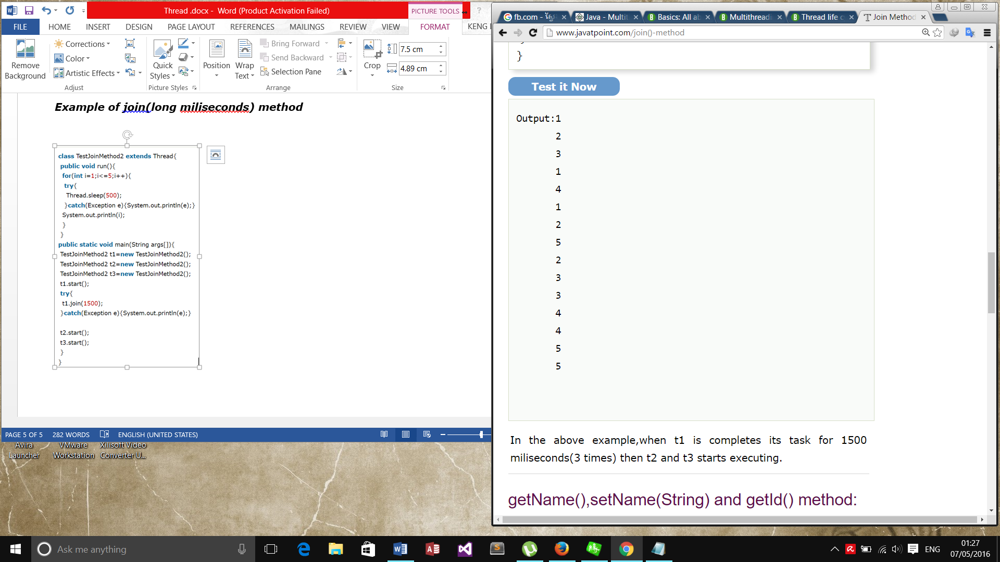 Thread .docx - Word (Product Activation Failed)
PICTURE TOOLS
?
FILE HOME INSERT DESIGN PAGE LAYOUT REFERENCES MAILINGS REVIEW VIEW FORMAT KENG
Remove
Background
Corrections
Color
Artistic Effects
Adjust
Quick
Styles
Picture Styles
Position
Wrap
Text
Bring Forward
Send Backward
Selection Pane
Arrange
Crop
7.5 cm
4.89 cm
Size
Example of join(long miliseconds) method
class TestJoinMethod2 extends Thread{
public void run(){
for(int i=1;i<=5;i++){
try{
Thread.sleep(500);
}catch(Exception e){System.out.println(e);}
System.out.println(i);
}
}
public static void main(String args[]){
TestJoinMethod2 t1=new TestJoinMethod2();
TestJoinMethod2 t2=new TestJoinMethod2();
TestJoinMethod2 t3=new TestJoinMethod2();
t1.start();
try{
t1.join(1500);
}catch(Exception e){System.out.println(e);}
t2.start();
t3.start();
}
}
PAGE 5 OF 5 282 WORDS ENGLISH (UNITED STATES)
Avira
Launcher
VMware
Workstation
Xilisoft Video
Converter U...
fb.com - Java - Multit Basics: All ab Multithreadi Thread life c Join Method
www.javatpoint.com/join()-method
}
Test it Now
Output:1
2
3
1
4
1
2
5
2
3
3
4
4
5
5
In the above example,when t1 is completes its task for 1500
miliseconds(3 times) then t2 and t3 starts executing.
getName(),setName(String) and getId() method:
Ask me anything
ENG
01:27
07/05/2016